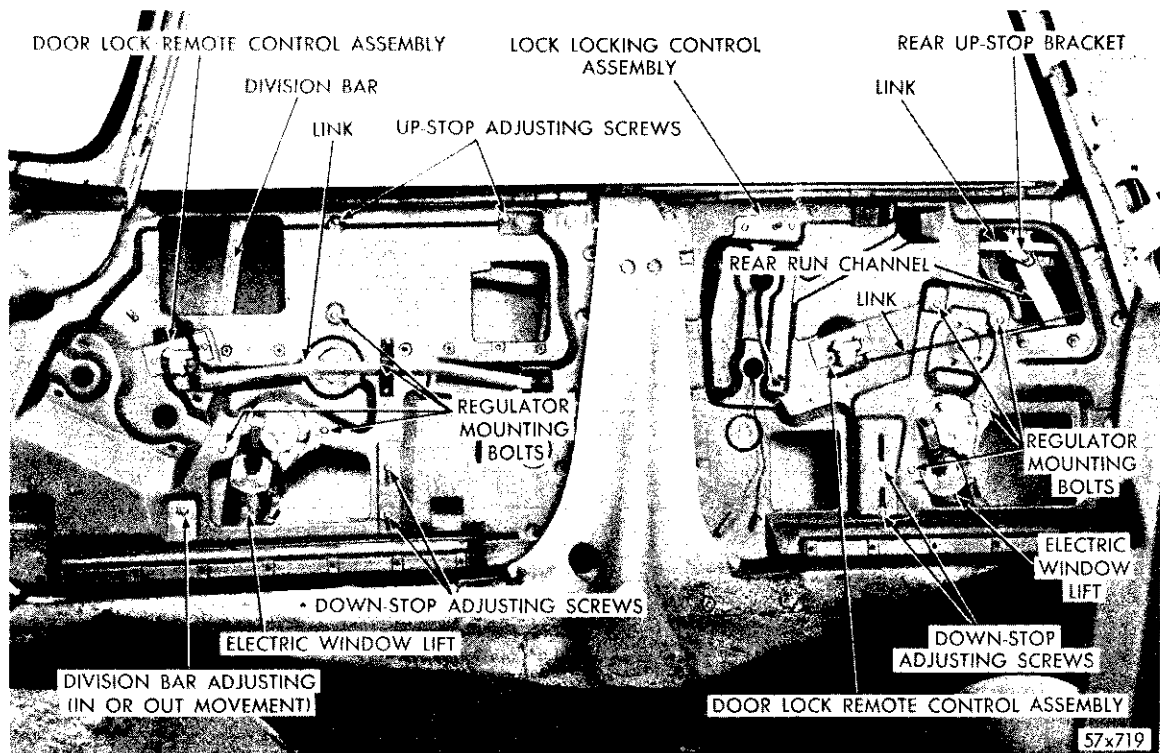 DOOR LOCK REMOTE CONTROL ASSEMBLY
DIVISION BAR
LINK
UP-STOP ADJUSTING SCREWS
LOCK LOCKING CONTROL
ASSEMBLY
REAR UP-STOP BRACKET
LINK
REAR RUN CHANNEL
LINK
REGULATOR
MOUNTING
BOLTS
REGULATOR
MOUNTING
BOLTS
ELECTRIC
WINDOW
LIFT
DOWN-STOP ADJUSTING SCREWS
ELECTRIC WINDOW LIFT
DOWN-STOP
ADJUSTING SCREWS
DIVISION BAR ADJUSTING
(IN OR OUT MOVEMENT)
DOOR LOCK REMOTE CONTROL ASSEMBLY
57x719